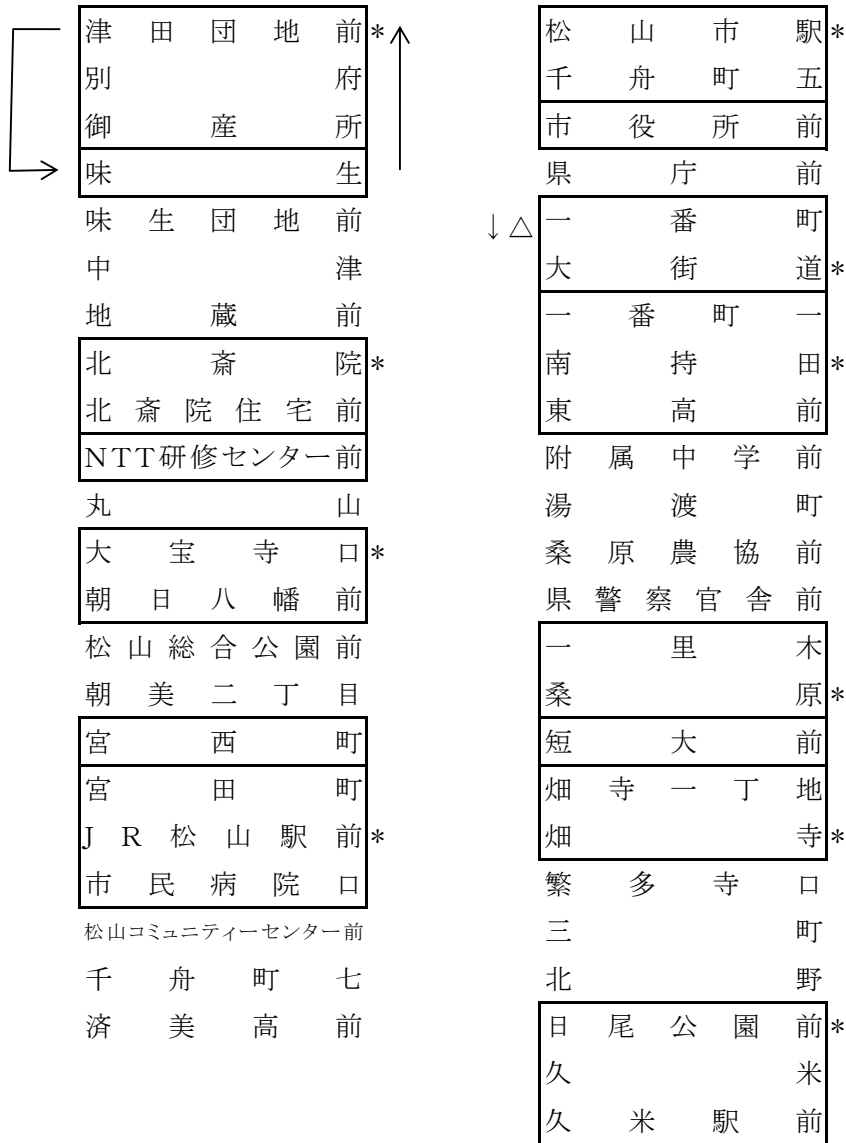 津田団地前*
別府
御産所
味生
味生団地前
中津
地蔵前
北斎院*
北斎院住宅前
NTT研修センター前
丸山
大宝寺口*
朝日八幡前
松山総合公園前
朝美二丁目
宮西町
宮田町
JR松山駅前*
市民病院口
松山コミュニティーセンター前
千舟町七
済美高前
松山市駅*
千舟町五
市役所前
県庁前
↓△一番町
大街道*
一番町一
南持田*
東高前
附属中学前
湯渡町
桑原農協前
県警察官舎前
一里木
桑原*
短大前
畑寺一丁地
畑寺*
繁多寺口
三町
北野
日尾公園前*
久米
久米駅前